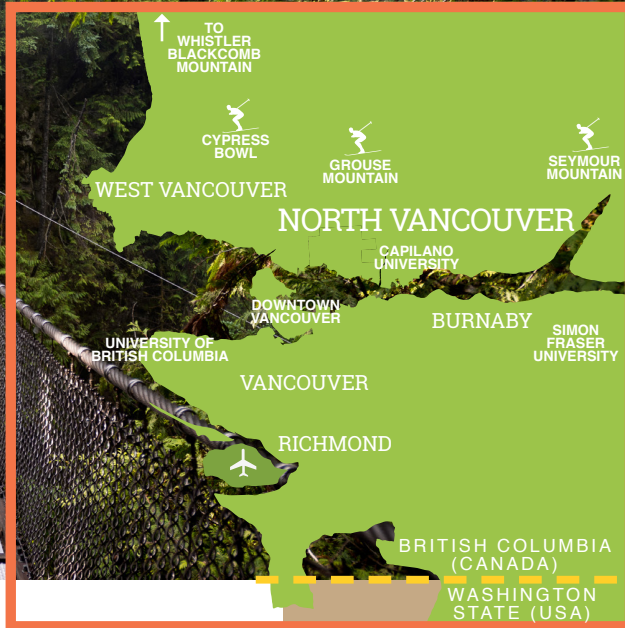 TO
WHISTLER
BLACKCOMB
MOUNTAIN
CYPRESS
BOWL
GROUSE
MOUNTAIN
SEYMOUR
MOUNTAIN
WEST VANCOUVER
NORTH VANCOUVER
CAPILANO
UNIVERSITY
DOWNTOWN
VANCOUVER
BURNABY
SIMON
FRASER
UNIVERSITY
UNIVERSITY OF
BRITISH COLUMBIA
VANCOUVER
RICHMOND
BRITISH COLUMBIA
(CANADA)
WASHINGTON
STATE (USA)